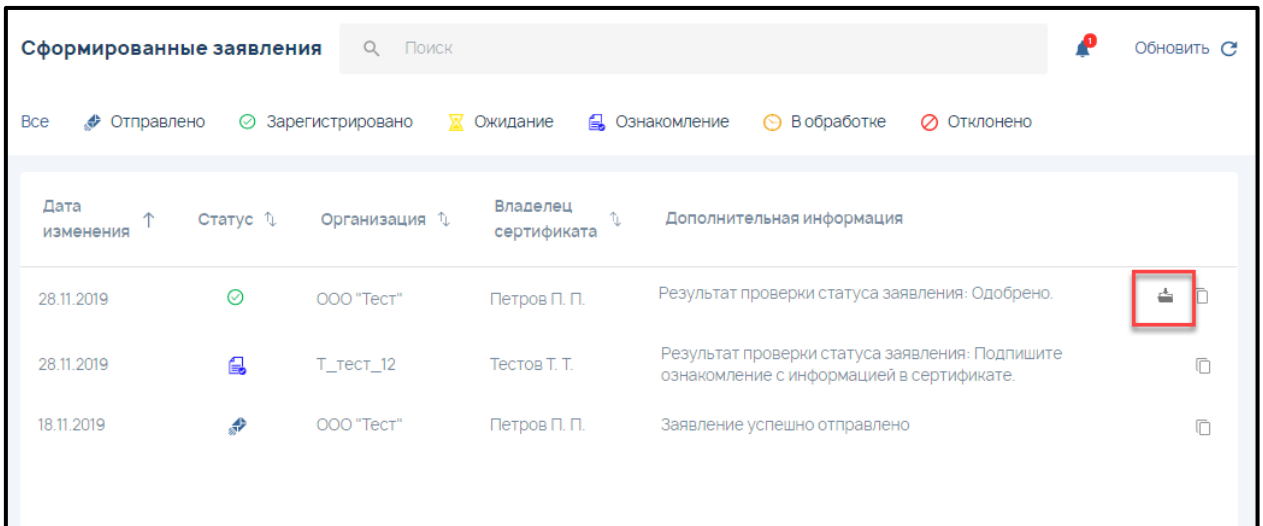 Сформированные заявления Поиск 1 Обновить
Все Отправлено Зарегистрировано Ожидание Ознакомление В обработке Отклонено
Дата изменения Статус Организация Владелец сертификата Дополнительная информация
28.11.2019 ООО "Тест" Петров П. П. Результат проверки статуса заявления: Одобрено.
28.11.2019 Т_тест_12 Тестов Т. Т. Результат проверки статуса заявления: Подпишите
ознакомление с информацией в сертификате.
18.11.2019 ООО "Тест" Петров П. П. Заявление успешно отправлено